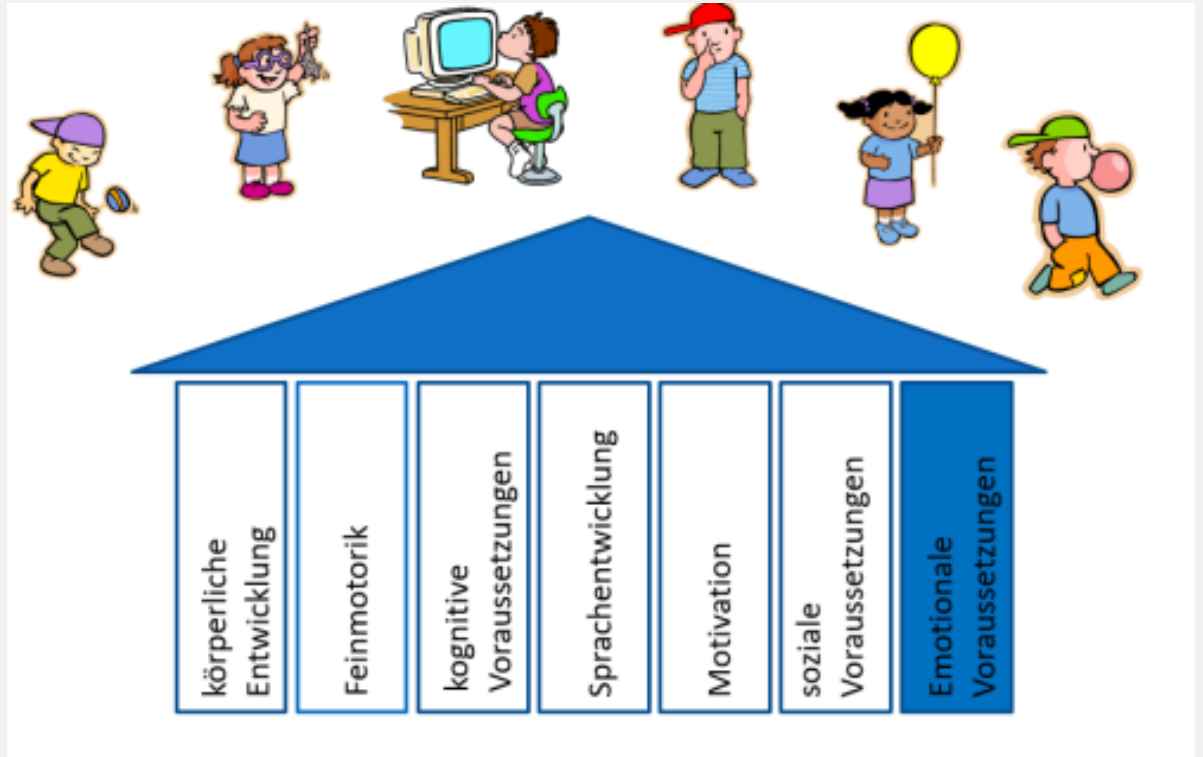 körperliche
Entwicklung
Feinmotorik
kognitive
Voraussetzungen
Sprachentwicklung
Motivation
soziale
Voraussetzungen
Emotionale
Voraussetzungen